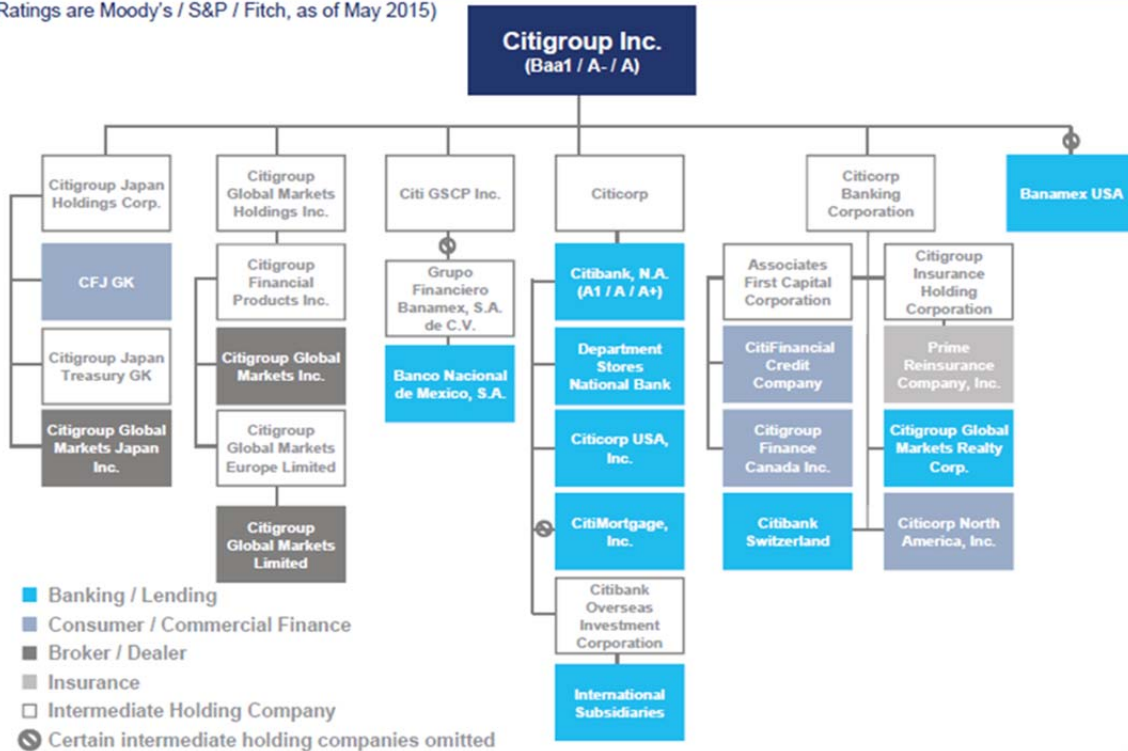 Ratings are Moody's / S&P / Fitch, as of May 2015)
Citigroup Inc.
(Baa1 / A- / A)
Citigroup Japan
Holdings Corp.
Citigroup
Global Markets
Holdings Inc.
Citi GSCP Inc.
Citicorp
Citicorp
Banking
Corporation
Banamex USA
CFJ GK
Citigroup
Financial
Products Inc.
Grupo
Financiero
Banamex, S.A.
de C.V.
Citibank, N.A.
(A1 / A / A+)
Associates
First Capital
Corporation
Citigroup
Insurance
Holding
Corporation
Citigroup Japan
Treasury GK
Citigroup Global
Markets Inc.
Banco Nacional
de Mexico, S.A.
Department
Stores
National Bank
CitiFinancial
Credit
Company
Prime
Reinsurance
Company, Inc.
Citigroup Global
Markets Japan
Inc.
Citigroup
Global Markets
Europe Limited
Citicorp USA,
Inc.
Citigroup
Finance
Canada Inc.
Citigroup Global
Markets Realty
Corp.
Citigroup
Global Markets
Limited
CitiMortgage,
Inc.
Citibank
Switzerland
Citicorp North
America, Inc.
Citibank
Overseas
Investment
Corporation
International
Subsidiaries
Banking / Lending
Consumer / Commercial Finance
Broker / Dealer
Insurance
Intermediate Holding Company
Certain intermediate holding companies omitted